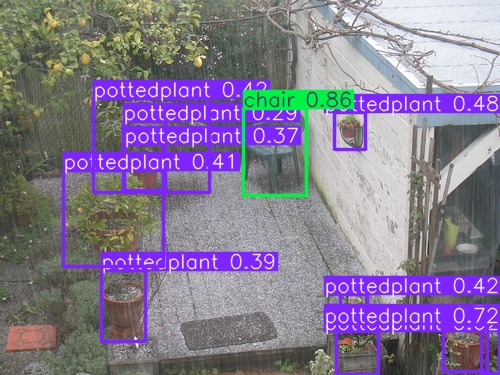 pottedplant 0.42
chair 0.86
pottedplant 0.48
pottedplant 0.29
pottedplant 0.37
pottedplant 0.41
pottedplant 0.39
pottedplant 0.42
pottedplant 0.72